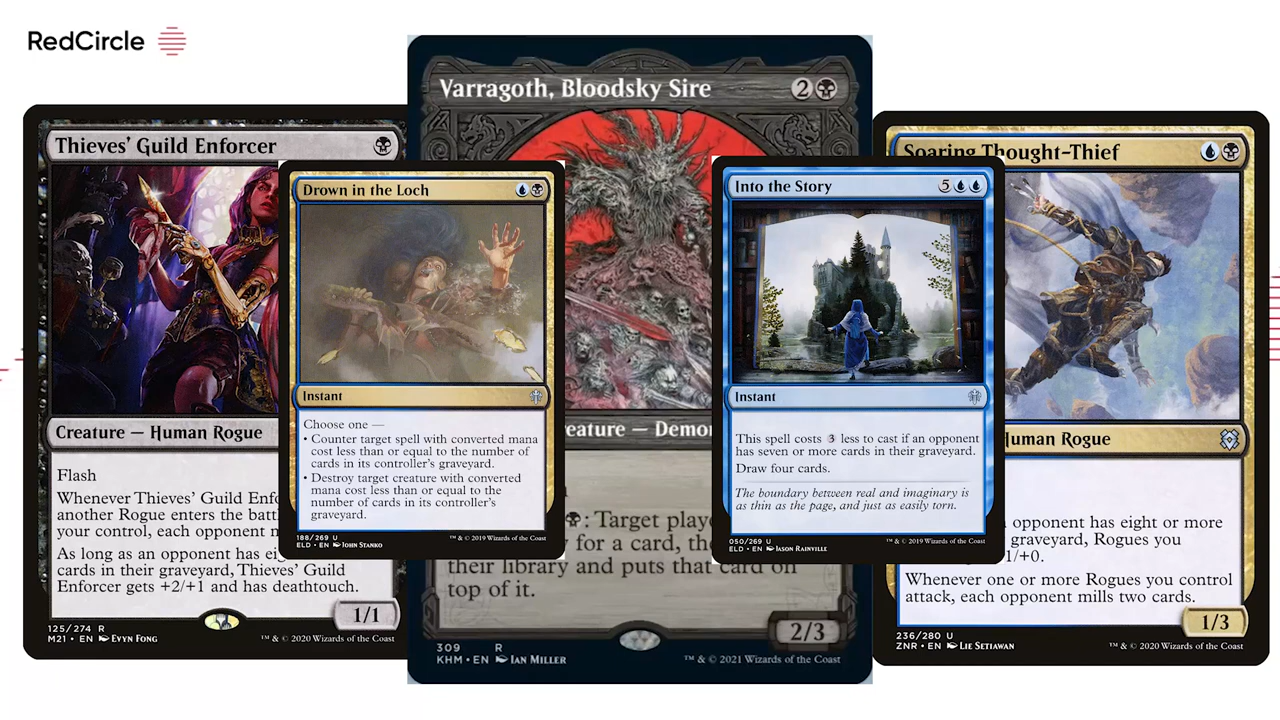 RedCircle
Thieves' Guild Enforcer
Creature — Human Rogue
Flash
Whenever Thieves' Guild
another Rogue enters the
your control, each opponent
As long as an opponent has
cards in their graveyard, Thieves' Guild
Enforcer gets +2/+1 and has deathtouch.
1/1
125/274 R
M21 • EN Evyn Fong
™ & © 2020 Wizards of the Coast
Drown in the Loch
Instant
Choose one —
• Counter target spell with converted mana
cost less than or equal to the number of
cards in its controller's graveyard.
• Destroy target creature with converted
mana cost less than or equal to the
number of cards in its controller's
graveyard.
188/269 U
ELD • EN John Stanko
™ & © 2019 Wizards of the Coast
Varragoth, Bloodsky Sire
2
: Target
for a card,
their library and puts that card on
top of it.
2/3
309 R
KHM • EN Ian Miller
™ & © 2021 Wizards of the Coast
Into the Story
5
Instant
This spell costs 3 less to cast if an opponent
has seven or more cards in their graveyard.
Draw four cards.
The boundary between real and imaginary is
as thin as the page, and just as easily torn.
050/269 U
ELD • EN Jason Rainville
™ & © 2019 Wizards of the Coast
Soaring Thought-Thief
Human Rogue
opponent has eight or more
graveyard, Rogues you
1/+0.
Whenever one or more Rogues you control
attack, each opponent mills two cards.
1/3
236/280 U
ZNR • EN Lie Setiawan
™ & © 2020 Wizards of the Coast